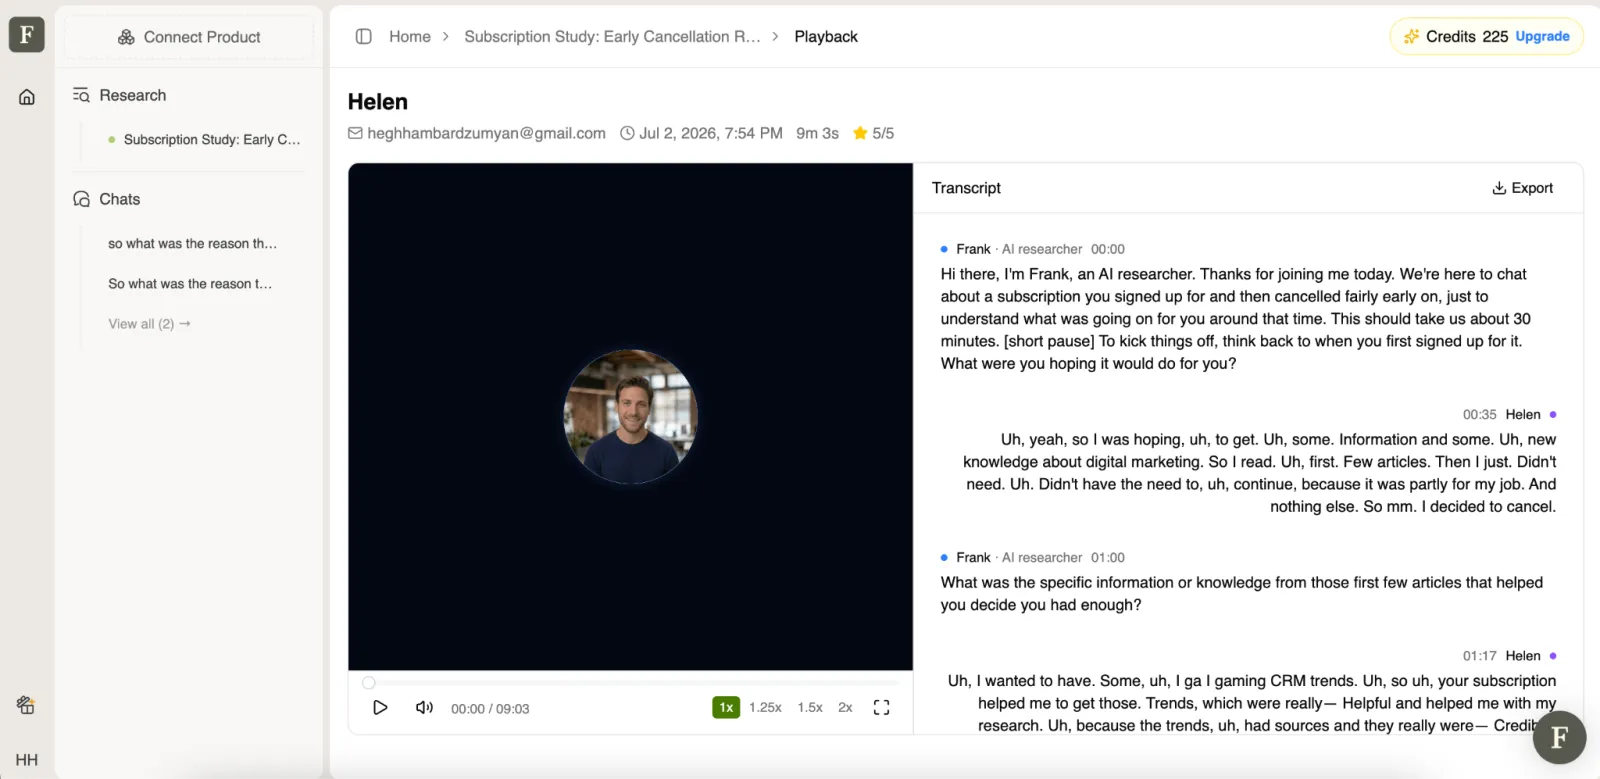 F
Connect Product
Home > Subscription Study: Early Cancellation R... > Playback
Credits 225 Upgrade
Research
Subscription Study: Early C...
Chats
so what was the reason th...
So what was the reason t...
View all (2) →
HH
Helen
heghhambardzumyan@gmail.com Jul 2, 2026, 7:54 PM 9m 3s 5/5
00:00 / 09:03
1x 1.25x 1.5x 2x
Transcript
Export
Frank · AI researcher 00:00
Hi there, I'm Frank, an AI researcher. Thanks for joining me today. We're here to chat
about a subscription you signed up for and then cancelled fairly early on, just to
understand what was going on for you around that time. This should take us about 30
minutes. [short pause] To kick things off, think back to when you first signed up for it.
What were you hoping it would do for you?
00:35 Helen
Uh, yeah, so I was hoping, uh, to get. Uh, some. Information and some. Uh, new
knowledge about digital marketing. So I read. Uh, first. Few articles. Then I just. Didn't
need. Uh. Didn't have the need to, uh, continue, because it was partly for my job. And
nothing else. So mm. I decided to cancel.
Frank · AI researcher 01:00
What was the specific information or knowledge from those first few articles that helped
you decide you had enough?
01:17 Helen
Uh, I wanted to have. Some, uh, I ga I gaming CRM trends. Uh, so uh, your subscription
helped me to get those. Trends, which were really— Helpful and helped me with my
research. Uh, because the trends, uh, had sources and they really were—
F